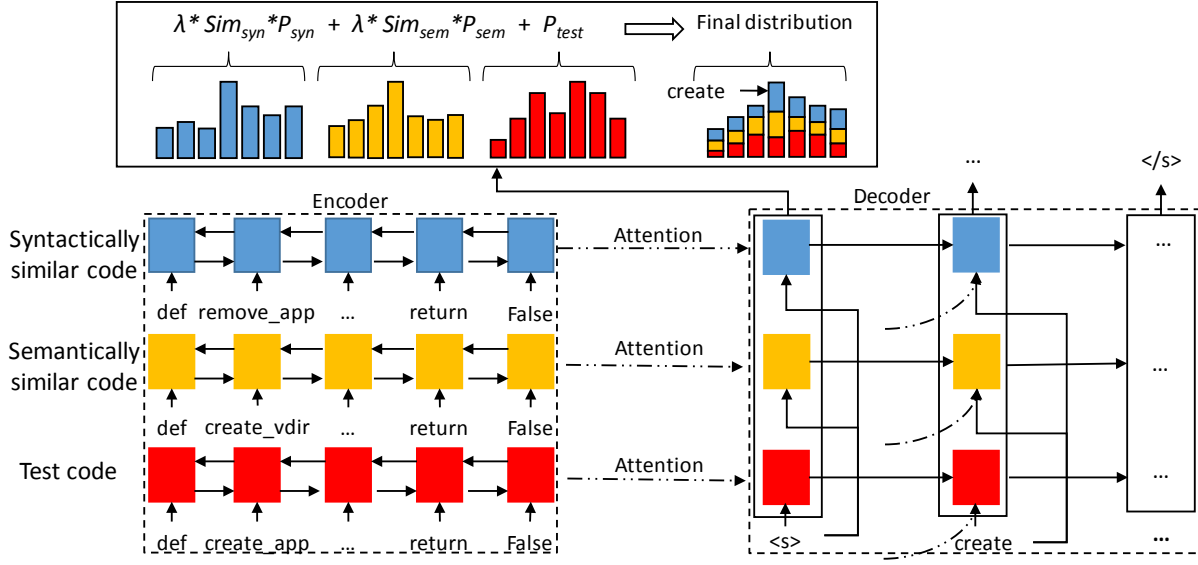 λ* Sim_syn*P_syn + λ* Sim_sem*P_sem + P_test Final distribution
create
... </s>
Encoder Decoder
Syntactically
similar code
Attention ...
def remove_app ... return False
Semantically
similar code
Attention ...
def create_vdir ... return False
Test code
Attention ...
def create_app ... return False
<s> create ...